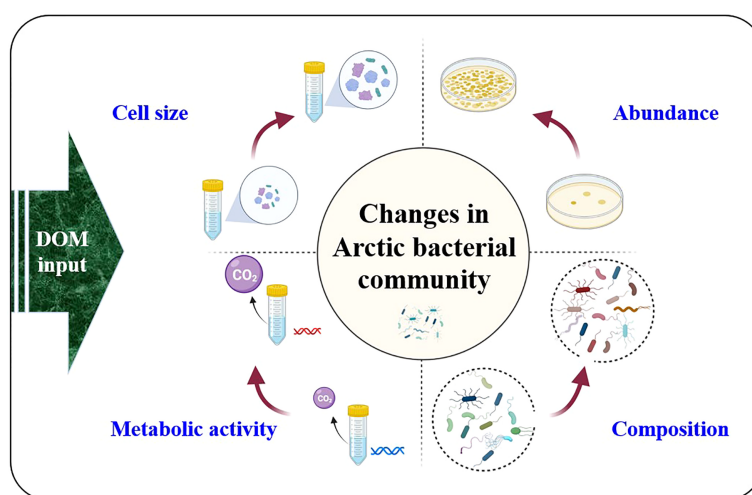 Cell size
Abundance
DOM
input
Changes in
Arctic bacterial
community
CO2
CO2
Metabolic activity
Composition